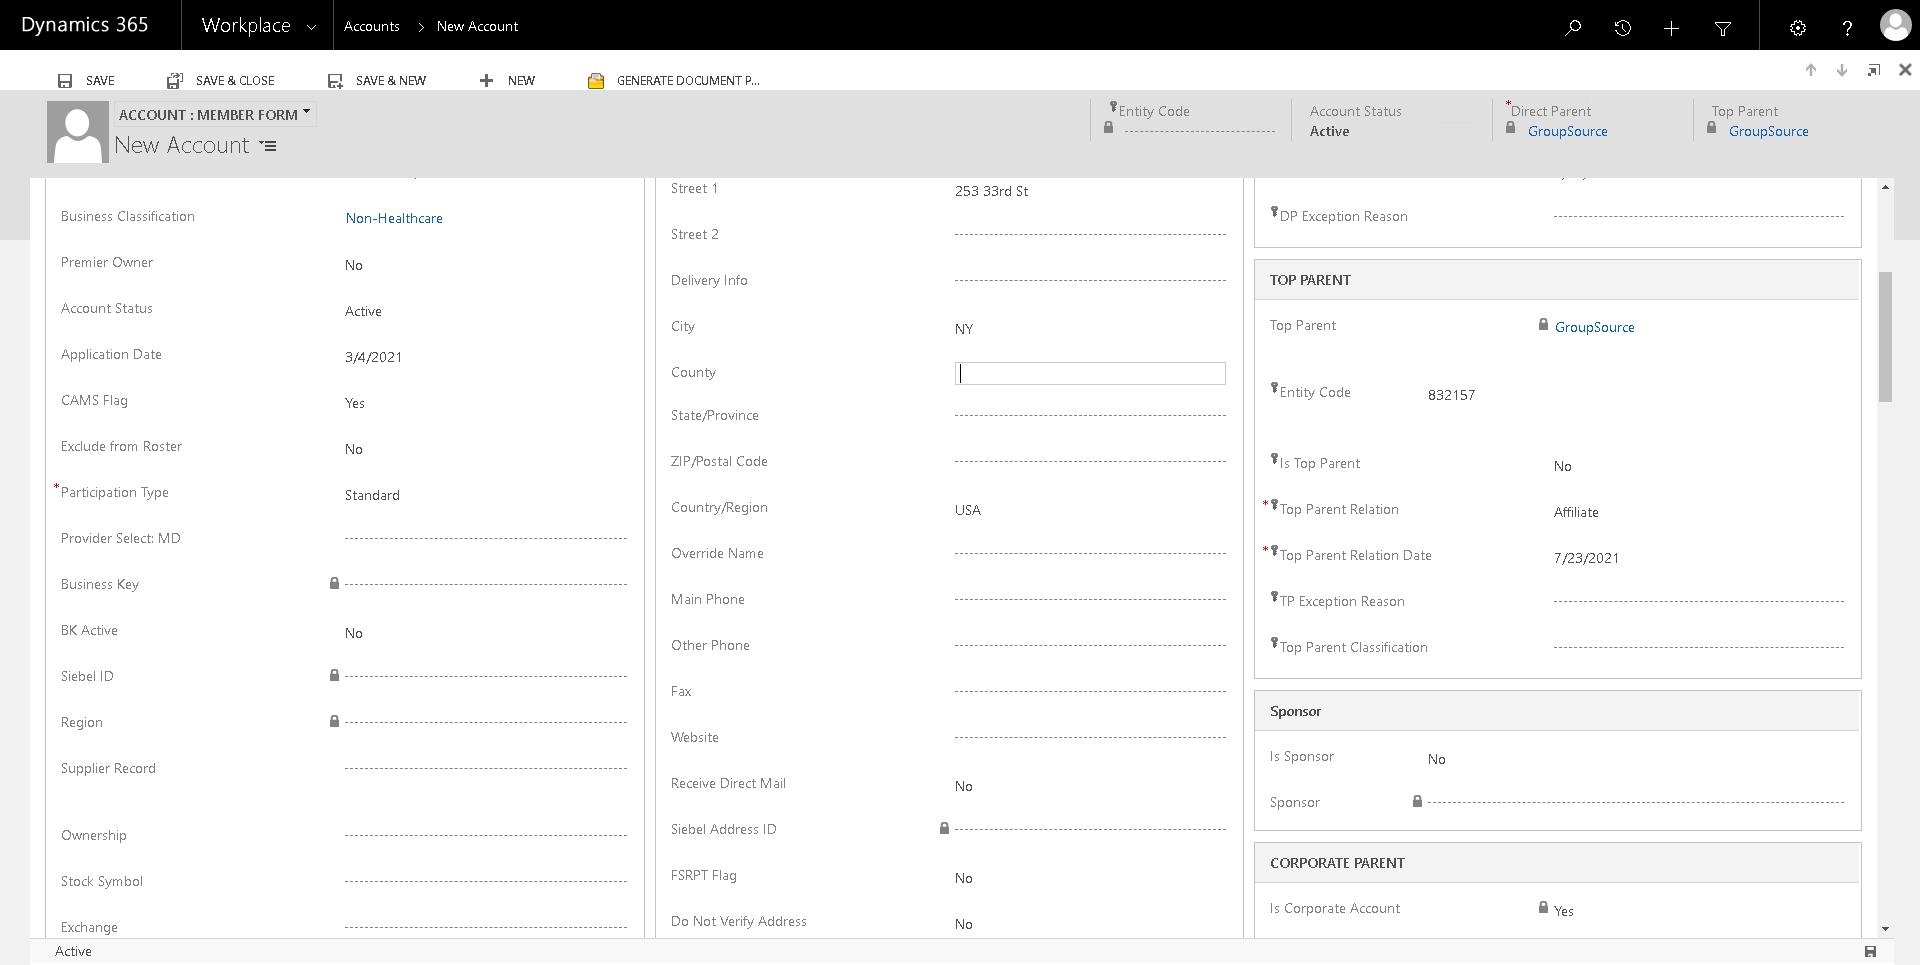 Dynamics 365
Workplace
Accounts > New Account
?
SAVE
SAVE & CLOSE
SAVE & NEW
NEW
GENERATE DOCUMENT P...
ACCOUNT : MEMBER FORM
New Account
Entity Code
Account Status
Active
*Direct Parent
GroupSource
Top Parent
GroupSource
Business Classification
Non-Healthcare
Premier Owner
No
Account Status
Active
Application Date
3/4/2021
CAMS Flag
Yes
Exclude from Roster
No
*Participation Type
Standard
Provider Select: MD
Business Key
BK Active
No
Siebel ID
Region
Supplier Record
Ownership
Stock Symbol
Exchange
Street 1
253 33rd St
Street 2
Delivery Info
City
NY
County
State/Province
ZIP/Postal Code
Country/Region
USA
Override Name
Main Phone
Other Phone
Fax
Website
Receive Direct Mail
No
Siebel Address ID
FSRPT Flag
No
Do Not Verify Address
No
DP Exception Reason
TOP PARENT
Top Parent
GroupSource
Entity Code
832157
Is Top Parent
No
*Top Parent Relation
Affiliate
*Top Parent Relation Date
7/23/2021
TP Exception Reason
Top Parent Classification
Sponsor
Is Sponsor
No
Sponsor
CORPORATE PARENT
Is Corporate Account
Yes
Active